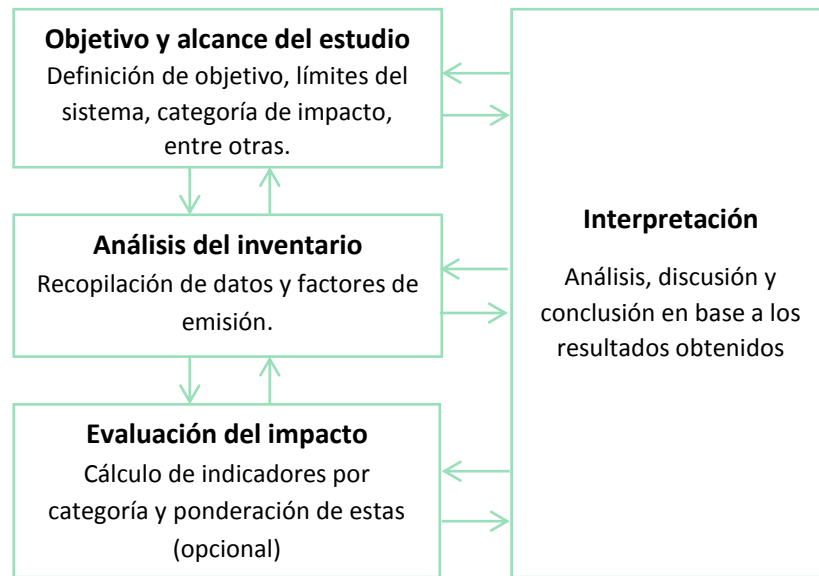 Objetivo y alcance del estudio
Definición de objetivo, límites del
sistema, categoría de impacto,
entre otras.
Análisis del inventario
Recopilación de datos y factores de
emisión.
Evaluación del impacto
Cálculo de indicadores por
categoría y ponderación de estas
(opcional)
Interpretación
Análisis, discusión y
conclusión en base a los
resultados obtenidos